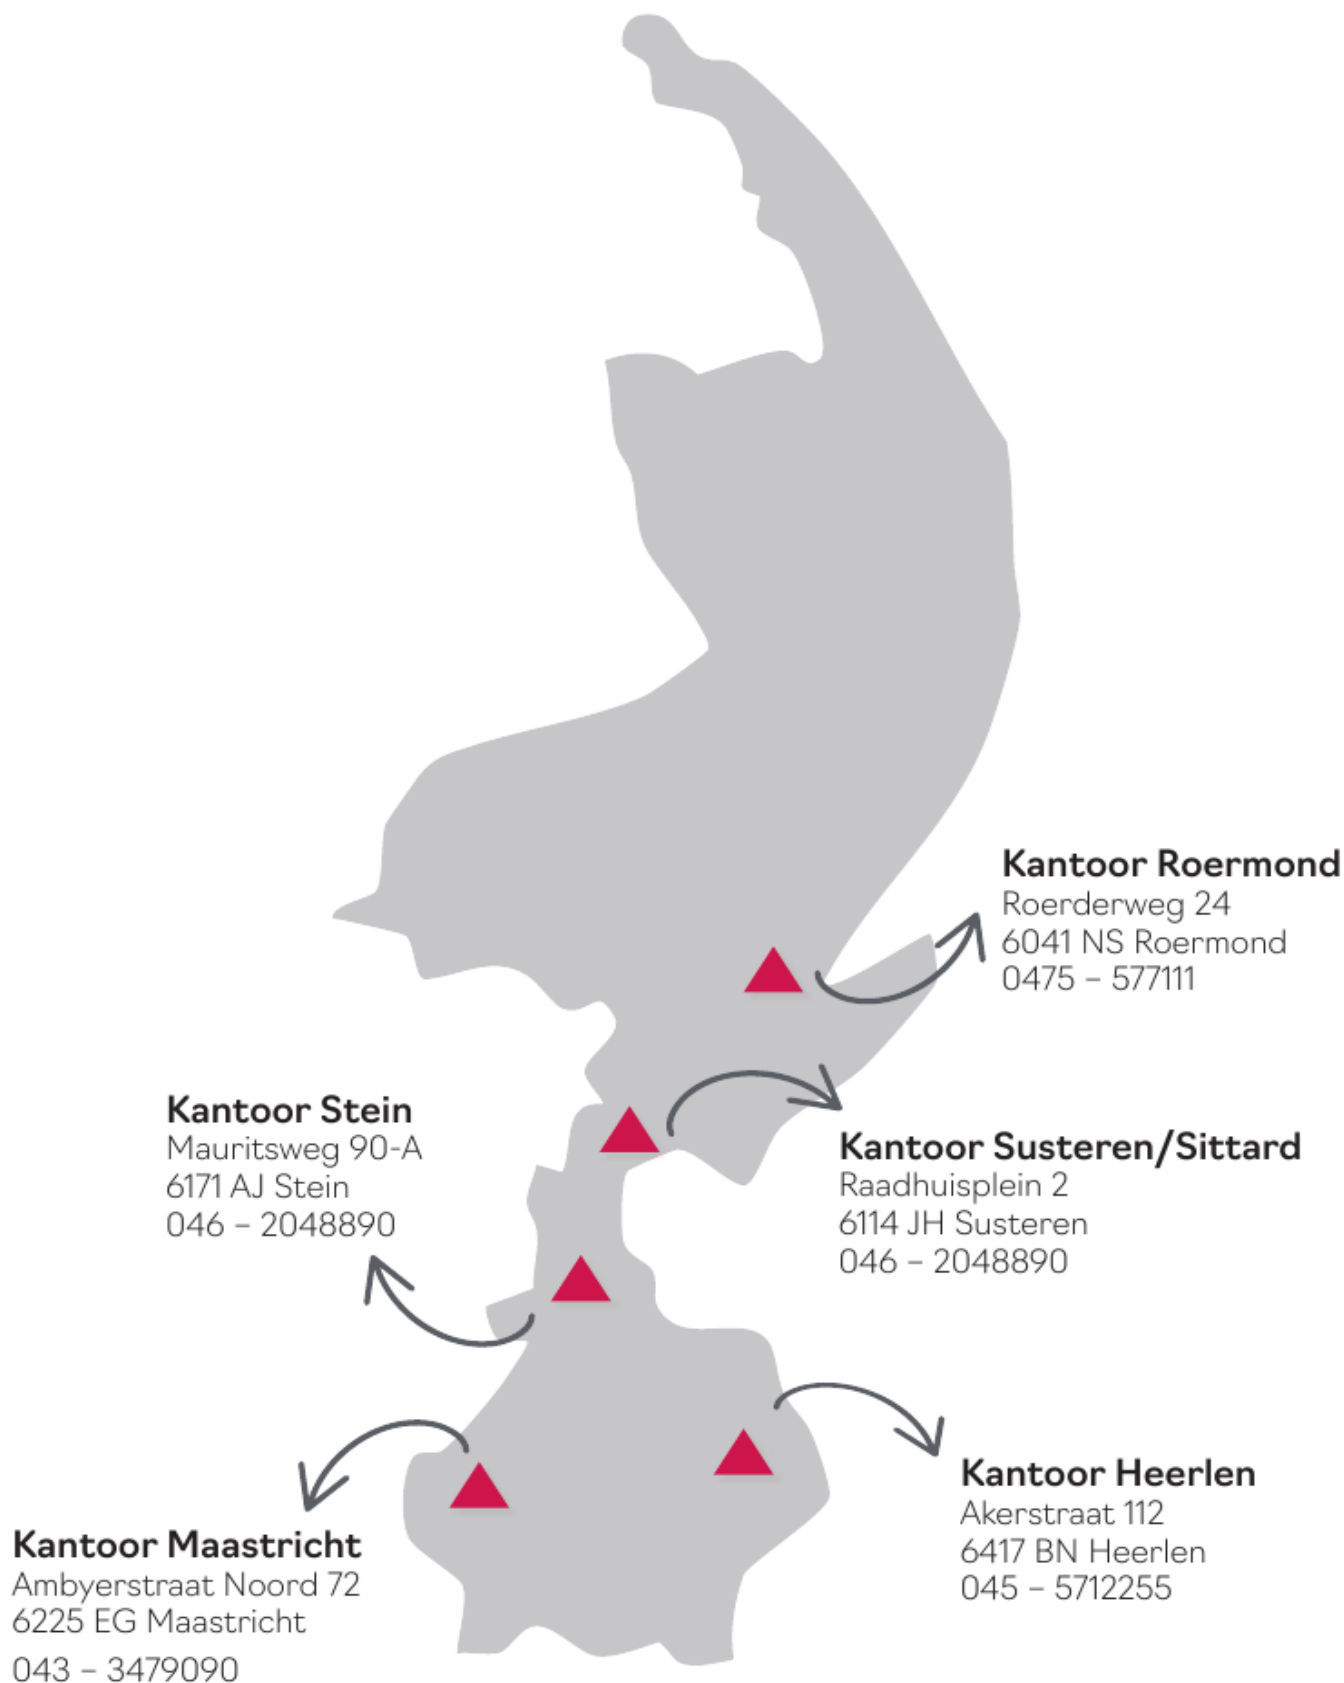 Kantoor Roermond
Roerderweg 24
6041 NS Roermond
0475 – 577111
Kantoor Stein
Mauritsweg 90-A
6171 AJ Stein
046 – 2048890
Kantoor Susteren/Sittard
Raadhuisplein 2
6114 JH Susteren
046 – 2048890
Kantoor Heerlen
Akerstraat 112
6417 BN Heerlen
045 – 5712255
Kantoor Maastricht
Ambyerstraat Noord 72
6225 EG Maastricht
043 – 3479090